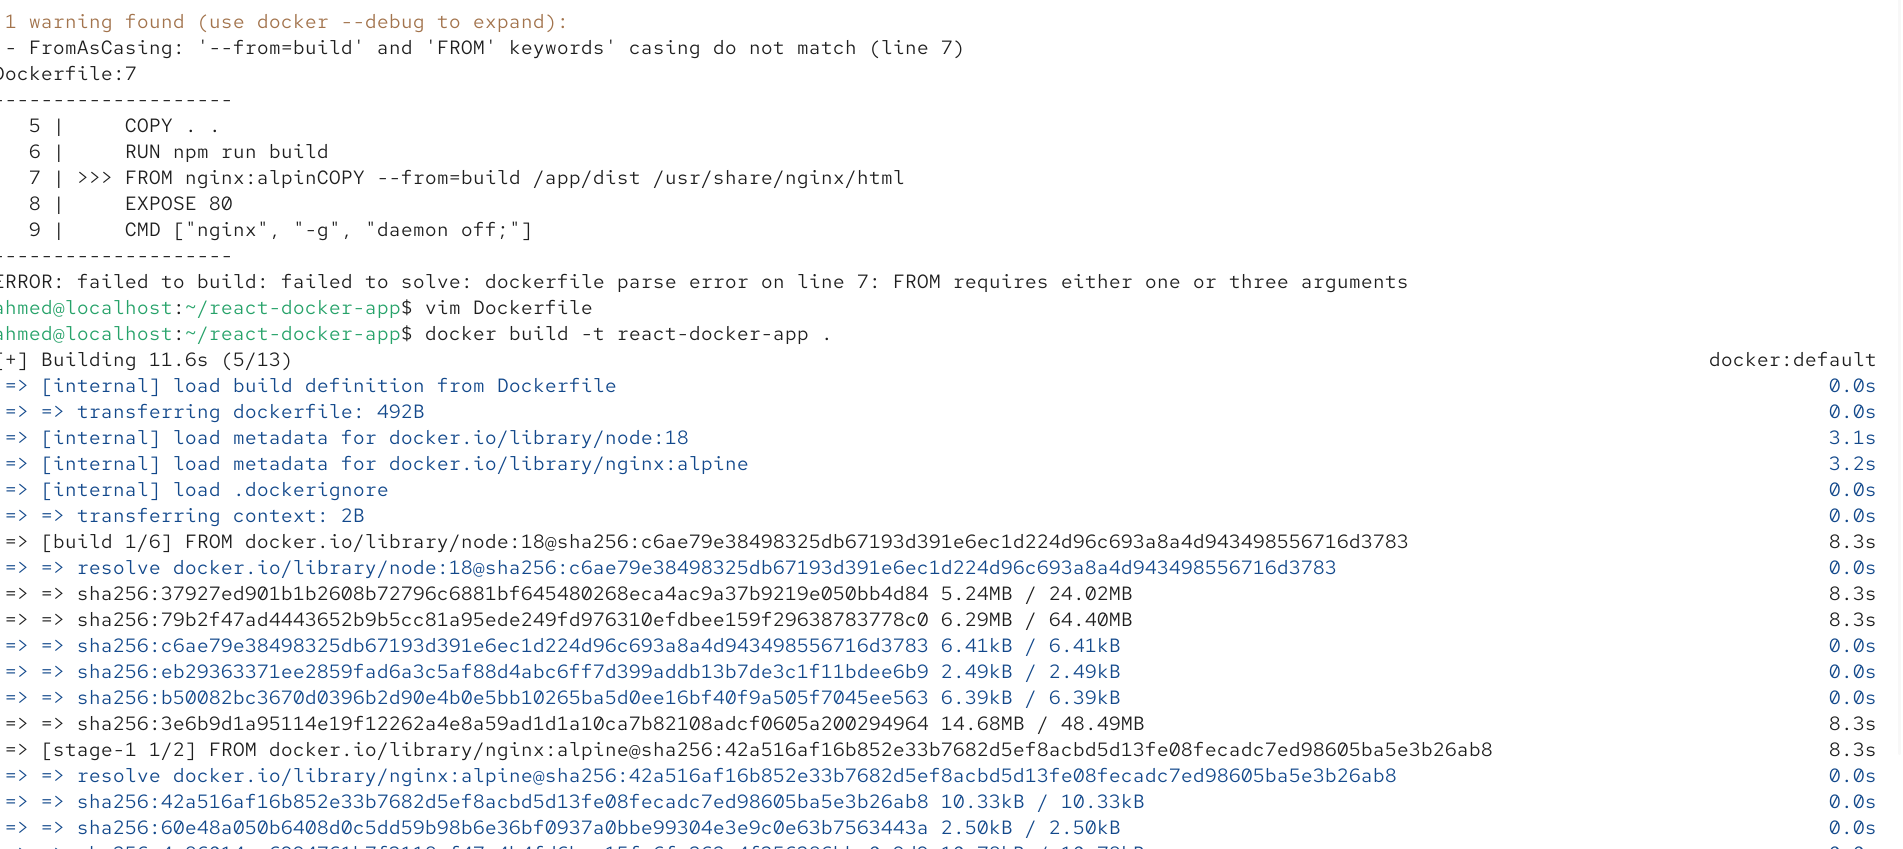 1 warning found (use docker --debug to expand):
- FromAsCasing: '--from=build' and 'FROM' keywords' casing do not match (line 7)
Dockerfile:7
--------------------
5 |     COPY . .
6 |     RUN npm run build
7 | >>> FROM nginx:alpinCOPY --from=build /app/dist /usr/share/nginx/html
8 |     EXPOSE 80
9 |     CMD ["nginx", "-g", "daemon off;"]
--------------------
ERROR: failed to build: failed to solve: dockerfile parse error on line 7: FROM requires either one or three arguments
ahmed@localhost:~/react-docker-app$ vim Dockerfile
ahmed@localhost:~/react-docker-app$ docker build -t react-docker-app .
[+] Building 11.6s (5/13) docker:default
=> [internal] load build definition from Dockerfile 0.0s
=> => transferring dockerfile: 492B 0.0s
=> [internal] load metadata for docker.io/library/node:18 3.1s
=> [internal] load metadata for docker.io/library/nginx:alpine 3.2s
=> [internal] load .dockerignore 0.0s
=> => transferring context: 2B 0.0s
=> [build 1/6] FROM docker.io/library/node:18@sha256:c6ae79e38498325db67193d391e6ec1d224d96c693a8a4d943498556716d3783 8.3s
=> => resolve docker.io/library/node:18@sha256:c6ae79e38498325db67193d391e6ec1d224d96c693a8a4d943498556716d3783 0.0s
=> => sha256:37927ed901b1b2608b72796c6881bf645480268eca4ac9a37b9219e050bb4d84 5.24MB / 24.02MB 8.3s
=> => sha256:79b2f47ad4443652b9b5cc81a95ede249fd976310efdbee159f29638783778c0 6.29MB / 64.40MB 8.3s
=> => sha256:c6ae79e38498325db67193d391e6ec1d224d96c693a8a4d943498556716d3783 6.41kB / 6.41kB 0.0s
=> => sha256:eb29363371ee2859fad6a3c5af88d4abc6ff7d399addb13b7de3c1f11bdee6b9 2.49kB / 2.49kB 0.0s
=> => sha256:b50082bc3670d0396b2d90e4b0e5bb10265ba5d0ee16bf40f9a505f7045ee563 6.39kB / 6.39kB 0.0s
=> => sha256:3e6b9d1a95114e19f12262a4e8a59ad1d1a10ca7b82108adcf0605a200294964 14.68MB / 48.49MB 8.3s
=> [stage-1 1/2] FROM docker.io/library/nginx:alpine@sha256:42a516af16b852e33b7682d5ef8acbd5d13fe08fecadc7ed98605ba5e3b26ab8 8.3s
=> => resolve docker.io/library/nginx:alpine@sha256:42a516af16b852e33b7682d5ef8acbd5d13fe08fecadc7ed98605ba5e3b26ab8 0.0s
=> => sha256:42a516af16b852e33b7682d5ef8acbd5d13fe08fecadc7ed98605ba5e3b26ab8 10.33kB / 10.33kB 0.0s
=> => sha256:60e48a050b6408d0c5dd59b98b6e36bf0937a0bbe99304e3e9c0e63b7563443a 2.50kB / 2.50kB 0.0s